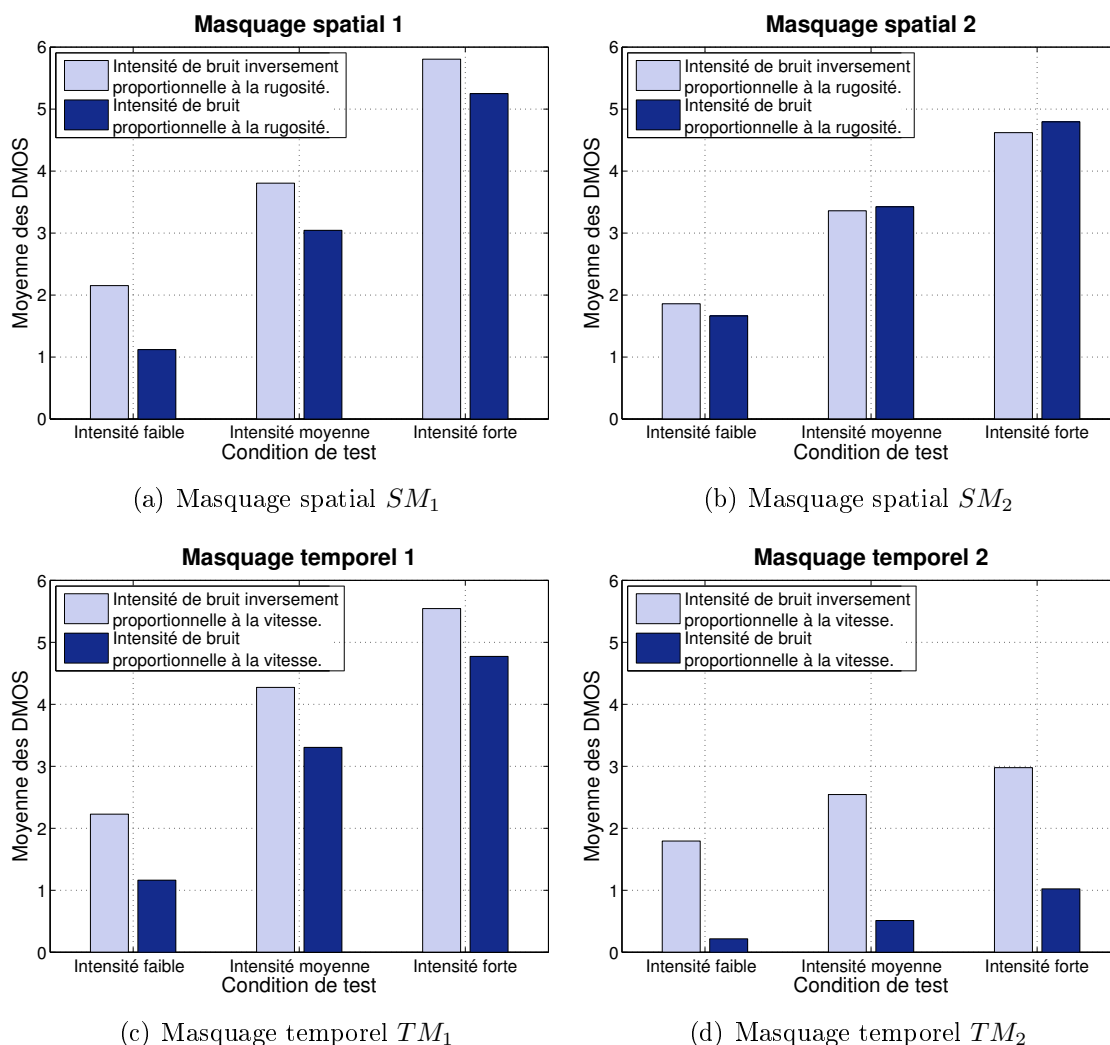 Masquage spatial 1
6
5
4
3
2
1
0
Moyenne des DMOS
Intensité de bruit inversement
proportionnelle à la rugosité.
Intensité de bruit
proportionnelle à la rugosité.
Intensité faible Intensité moyenne Intensité forte
Condition de test
(a) Masquage spatial SM1
Masquage spatial 2
6
5
4
3
2
1
0
Moyenne des DMOS
Intensité de bruit inversement
proportionnelle à la rugosité.
Intensité de bruit
proportionnelle à la rugosité.
Intensité faible Intensité moyenne Intensité forte
Condition de test
(b) Masquage spatial SM2
Masquage temporel 1
6
5
4
3
2
1
0
Moyenne des DMOS
Intensité de bruit inversement
proportionnelle à la vitesse.
Intensité de bruit
proportionnelle à la vitesse.
Intensité faible Intensité moyenne Intensité forte
Condition de test
(c) Masquage temporel TM1
Masquage temporel 2
6
5
4
3
2
1
0
Moyenne des DMOS
Intensité de bruit inversement
proportionnelle à la vitesse.
Intensité de bruit
proportionnelle à la vitesse.
Intensité faible Intensité moyenne Intensité forte
Condition de test
(d) Masquage temporel TM2